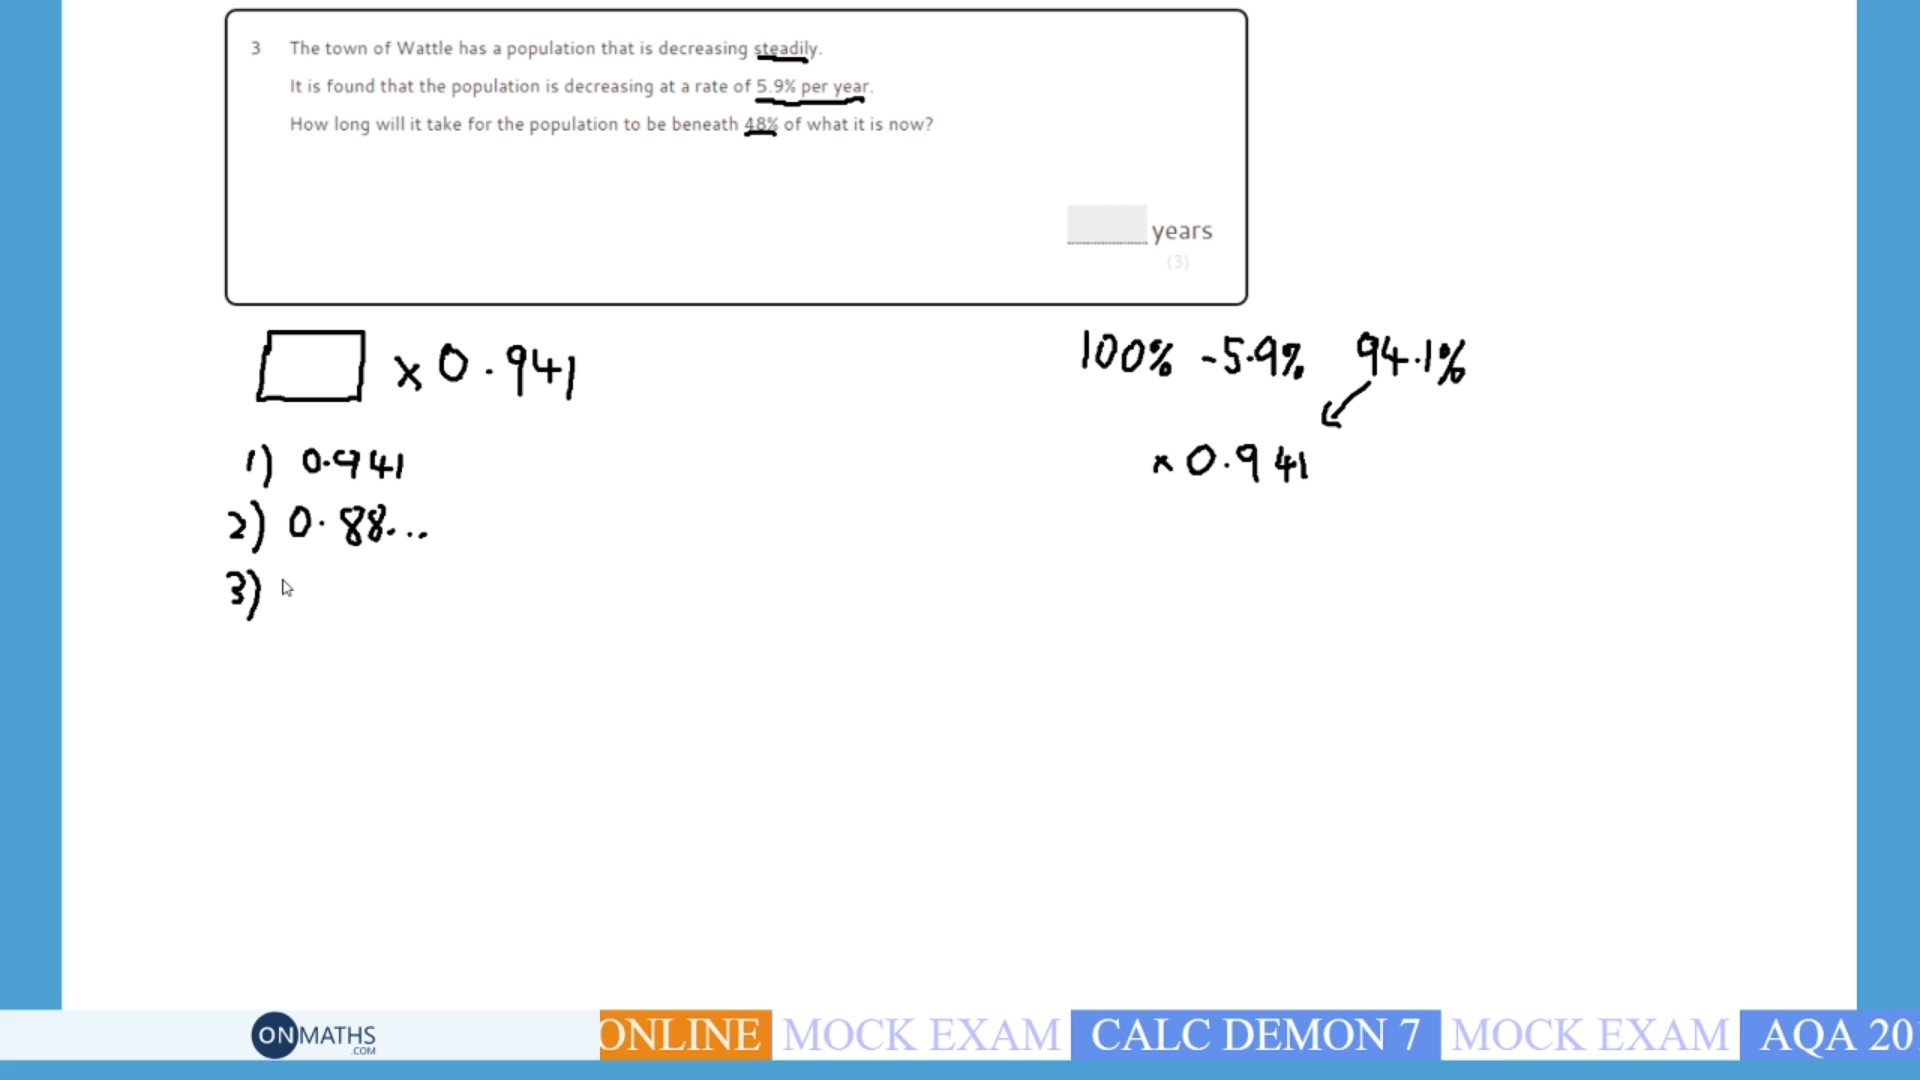 3 The town of Wattle has a population that is decreasing steadily.
It is found that the population is decreasing at a rate of 5.9% per year.
How long will it take for the population to be beneath 48% of what it is now?
years
(3)
× 0.941
100% - 5.9% 94.1%
1) 0.941
× 0.941
2) 0.88...
3)
ONMATHS
.COM
ONLINE MOCK EXAM CALC DEMON 7 MOCK EXAM AQA 20